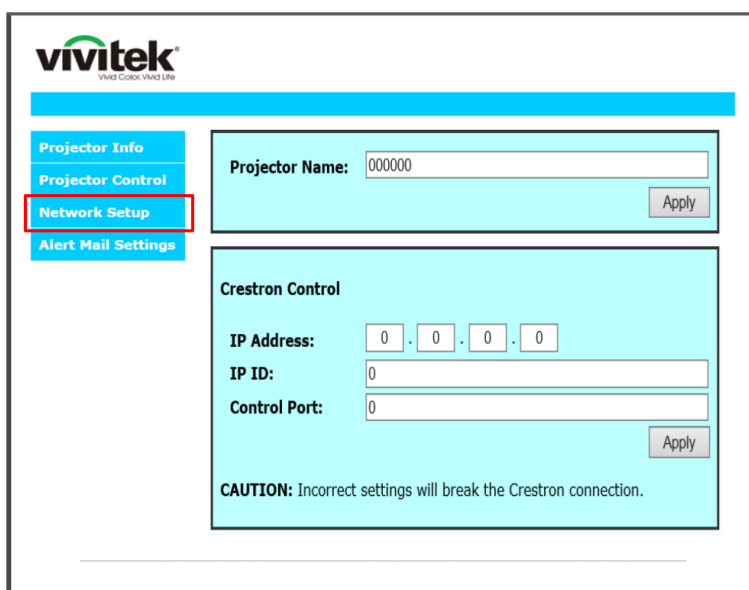 vivitek®
Vivid Color. Vivid Life
Projector Info
Projector Control
Network Setup
Alert Mail Settings
Projector Name: 000000
Apply
Crestron Control
IP Address: 0 . 0 . 0 . 0
IP ID: 0
Control Port: 0
Apply
CAUTION: Incorrect settings will break the Crestron connection.